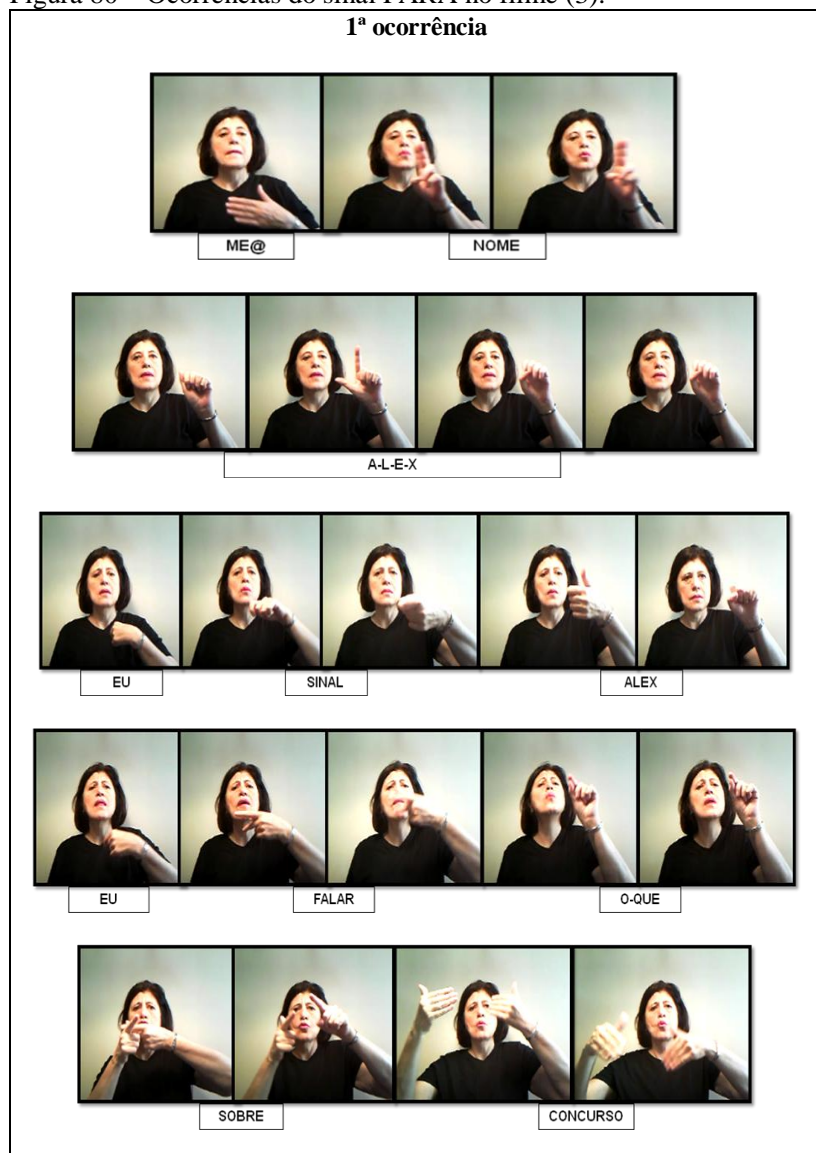 Figura 80 – Ocorrências do sinal PARA no filme (5).
1ª ocorrência
ME@ NOME
A-L-E-X
EU SINAL ALEX
EU FALAR O-QUE
SOBRE CONCURSO